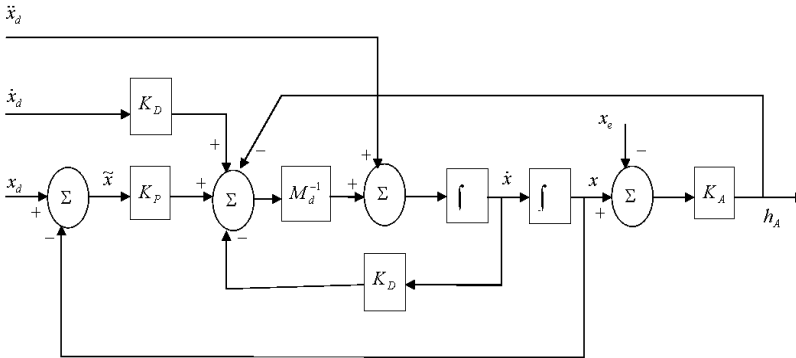 ẍ_d
ẋ_d
K_D
+
x_d
+
−
Σ
x̃
K_P
+
−
−
Σ
M_d^{-1}
+
+
Σ
∫
ẋ
∫
x
+
x_e
−
Σ
K_A
h_A
K_D